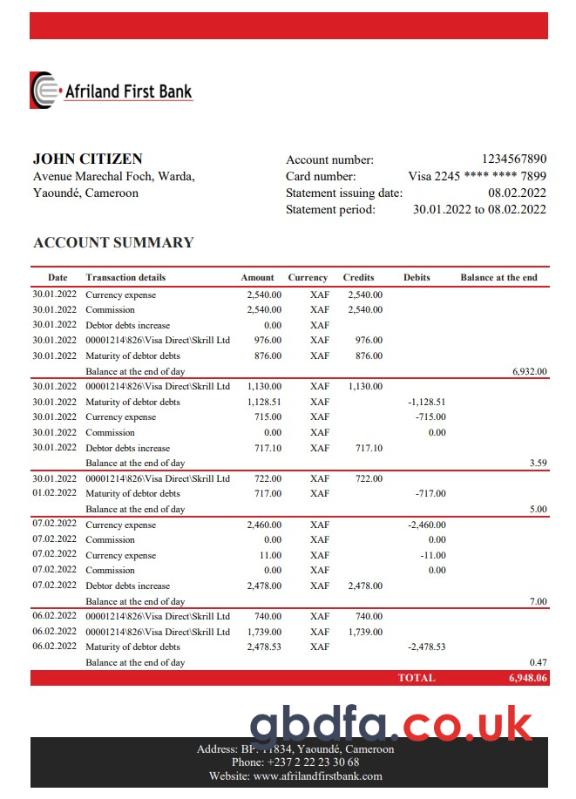 Afriland First Bank
JOHN CITIZEN
Avenue Marechal Foch, Warda,
Yaoundé, Cameroon
Account number: 1234567890
Card number: Visa 2245 **** **** 7899
Statement issuing date: 08.02.2022
Statement period: 30.01.2022 to 08.02.2022
ACCOUNT SUMMARY
Date Transaction details Amount Currency Credits Debits Balance at the end
30.01.2022 Currency expense 2,540.00 XAF 2,540.00
30.01.2022 Commission 2,540.00 XAF 2,540.00
30.01.2022 Debtor debts increase 0.00 XAF
30.01.2022 00001214\826\Visa Direct\Skrill Ltd 976.00 XAF 976.00
30.01.2022 Maturity of debtor debts 876.00 XAF 876.00
Balance at the end of day 6,932.00
30.01.2022 00001214\826\Visa Direct\Skrill Ltd 1,130.00 XAF 1,130.00
30.01.2022 Maturity of debtor debts 1,128.51 XAF -1,128.51
30.01.2022 Currency expense 715.00 XAF -715.00
30.01.2022 Commission 0.00 XAF 0.00
30.01.2022 Debtor debts increase 717.10 XAF 717.10
Balance at the end of day 3.59
30.01.2022 00001214\826\Visa Direct\Skrill Ltd 722.00 XAF 722.00
01.02.2022 Maturity of debtor debts 717.00 XAF -717.00
Balance at the end of day 5.00
07.02.2022 Currency expense 2,460.00 XAF -2,460.00
07.02.2022 Commission 0.00 XAF 0.00
07.02.2022 Currency expense 11.00 XAF -11.00
07.02.2022 Commission 0.00 XAF 0.00
07.02.2022 Debtor debts increase 2,478.00 XAF 2,478.00
Balance at the end of day 7.00
06.02.2022 00001214\826\Visa Direct\Skrill Ltd 740.00 XAF 740.00
06.02.2022 00001214\826\Visa Direct\Skrill Ltd 1,739.00 XAF 1,739.00
06.02.2022 Maturity of debtor debts 2,478.53 XAF -2,478.53
Balance at the end of day 0.47
TOTAL 6,948.06
gbdfa.co.uk
Address: BP: 11834, Yaoundé, Cameroon
Phone: +237 2 22 23 30 68
Website: www.afrilandfirstbank.com